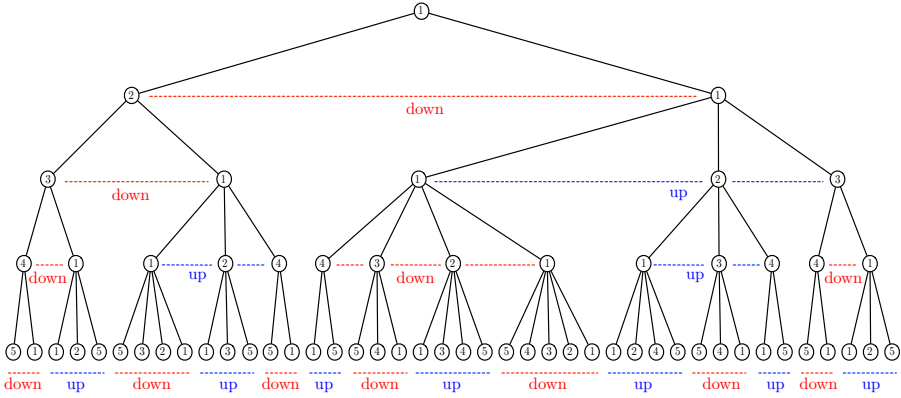 1
2 1
down
3 1 1 2 3
down up
4 1 1 2 4 4 3 2 1 1 3 4 4 1
down up down up down
5 1 1 2 5 5 3 2 1 1 3 5 5 1 1 5 5 4 1 1 3 4 5 5 4 3 2 1 1 2 4 5 5 4 1 1 5 5 1 1 2 5
down up down up down up down up down up down up down up